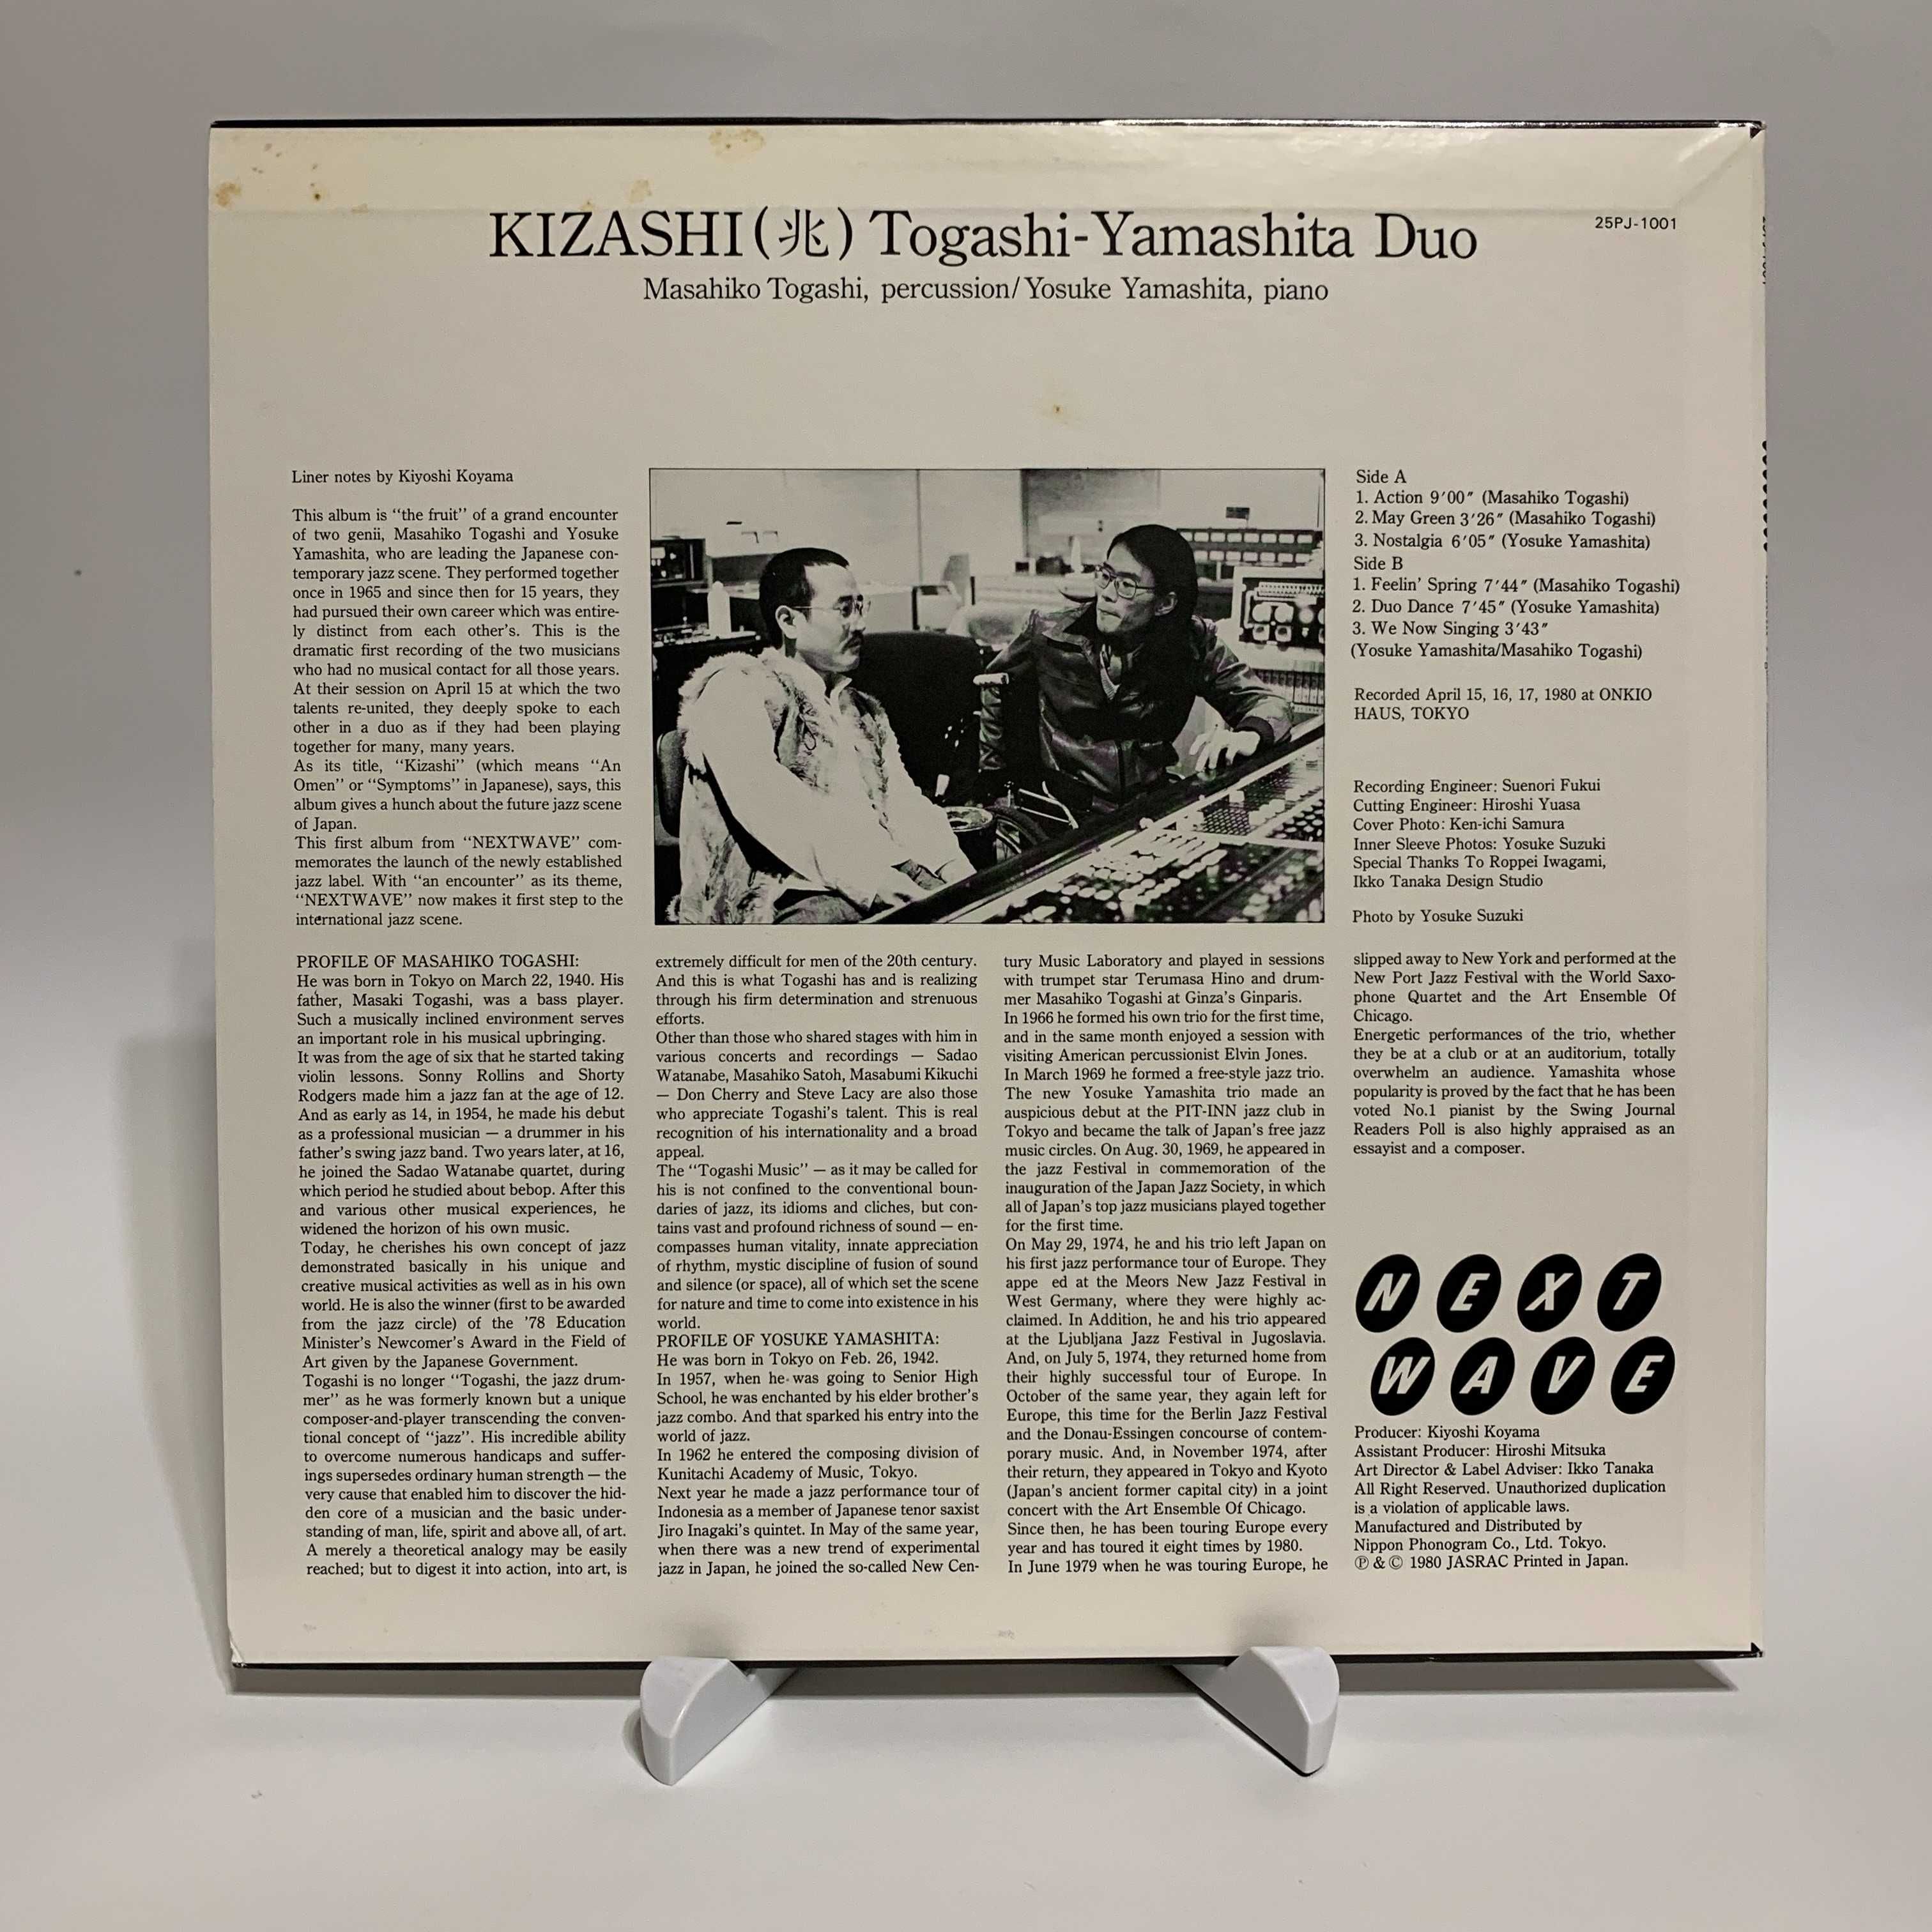 KIZASHI(兆) Togashi-Yamashita Duo
25PJ-1001
Masahiko Togashi, percussion/Yosuke Yamashita, piano
Liner notes by Kiyoshi Koyama
This album is “the fruit” of a grand encounter
of two genii, Masahiko Togashi and Yosuke
Yamashita, who are leading the Japanese con-
temporary jazz scene. They performed together
once in 1965 and since then for 15 years, they
had pursued their own career which was entire-
ly distinct from each other’s. This is the
dramatic first recording of the two musicians
who had no musical contact for all those years.
At their session on April 15 at which the two
talents re-united, they deeply spoke to each
other in a duo as if they had been playing
together for many, many years.
As its title, “Kizashi” (which means “An
Omen” or “Symptoms” in Japanese), says, this
album gives a hunch about the future jazz scene
of Japan.
This first album from “NEXTWAVE” com-
memorates the launch of the newly established
jazz label. With “an encounter” as its theme,
“NEXTWAVE” now makes it first step to the
international jazz scene.
Side A
1. Action 9′00″ (Masahiko Togashi)
2. May Green 3′26″ (Masahiko Togashi)
3. Nostalgia 6′05″ (Yosuke Yamashita)
Side B
1. Feelin’ Spring 7′44″ (Masahiko Togashi)
2. Duo Dance 7′45″ (Yosuke Yamashita)
3. We Now Singing 3′43″
(Yosuke Yamashita/Masahiko Togashi)
Recorded April 15, 16, 17, 1980 at ONKIO
HAUS, TOKYO
Recording Engineer: Suenori Fukui
Cutting Engineer: Hiroshi Yuasa
Cover Photo: Ken-ichi Samura
Inner Sleeve Photos: Yosuke Suzuki
Special Thanks To Roppei Iwagami,
Ikko Tanaka Design Studio
Photo by Yosuke Suzuki
PROFILE OF MASAHIKO TOGASHI:
He was born in Tokyo on March 22, 1940. His
father, Masaki Togashi, was a bass player.
Such a musically inclined environment serves
an important role in his musical upbringing.
It was from the age of six that he started taking
violin lessons. Sonny Rollins and Shorty
Rodgers made him a jazz fan at the age of 12.
And as early as 14, in 1954, he made his debut
as a professional musician — a drummer in his
father’s swing jazz band. Two years later, at 16,
he joined the Sadao Watanabe quartet, during
which period he studied about bebop. After this
and various other musical experiences, he
widened the horizon of his own music.
Today, he cherishes his own concept of jazz
demonstrated basically in his unique and
creative musical activities as well as in his own
world. He is also the winner (first to be awarded
from the jazz circle) of the ’78 Education
Minister’s Newcomer’s Award in the Field of
Art given by the Japanese Government.
Togashi is no longer “Togashi, the jazz drum-
mer” as he was formerly known but a unique
composer-and-player transcending the conven-
tional concept of “jazz”. His incredible ability
to overcome numerous handicaps and suffer-
ings supersedes ordinary human strength — the
very cause that enabled him to discover the hid-
den core of a musician and the basic under-
standing of man, life, spirit and above all, of art.
A merely a theoretical analogy may be easily
reached; but to digest it into action, into art, is
extremely difficult for men of the 20th century.
And this is what Togashi has and is realizing
through his firm determination and strenuous
efforts.
Other than those who shared stages with him in
various concerts and recordings — Sadao
Watanabe, Masahiko Satoh, Masabumi Kikuchi
— Don Cherry and Steve Lacy are also those
who appreciate Togashi’s talent. This is real
recognition of his internationality and a broad
appeal.
The “Togashi Music” — as it may be called for
his is not confined to the conventional boun-
daries of jazz, its idioms and cliches, but con-
tains vast and profound richness of sound — en-
compasses human vitality, innate appreciation
of rhythm, mystic discipline of fusion of sound
and silence (or space), all of which set the scene
for nature and time to come into existence in his
world.
PROFILE OF YOSUKE YAMASHITA:
He was born in Tokyo on Feb. 26, 1942.
In 1957, when he was going to Senior High
School, he was enchanted by his elder brother’s
jazz combo. And that sparked his entry into the
world of jazz.
In 1962 he entered the composing division of
Kunitachi Academy of Music, Tokyo.
Next year he made a jazz performance tour of
Indonesia as a member of Japanese tenor saxist
Jiro Inagaki’s quintet. In May of the same year,
when there was a new trend of experimental
jazz in Japan, he joined the so-called New Cen-
tury Music Laboratory and played in sessions
with trumpet star Terumasa Hino and drum-
mer Masahiko Togashi at Ginza’s Ginparis.
In 1966 he formed his own trio for the first time,
and in the same month enjoyed a session with
visiting American percussionist Elvin Jones.
In March 1969 he formed a free-style jazz trio.
The new Yosuke Yamashita trio made an
auspicious debut at the PIT-INN jazz club in
Tokyo and became the talk of Japan’s free jazz
music circles. On Aug. 30, 1969, he appeared in
the jazz Festival in commemoration of the
inauguration of the Japan Jazz Society, in which
all of Japan’s top jazz musicians played together
for the first time.
On May 29, 1974, he and his trio left Japan on
his first jazz performance tour of Europe. They
appe ed at the Meors New Jazz Festival in
West Germany, where they were highly ac-
claimed. In Addition, he and his trio appeared
at the Ljubljana Jazz Festival in Jugoslavia.
And, on July 5, 1974, they returned home from
their highly successful tour of Europe. In
October of the same year, they again left for
Europe, this time for the Berlin Jazz Festival
and the Donau-Essingen concourse of contem-
porary music. And, in November 1974, after
their return, they appeared in Tokyo and Kyoto
(Japan’s ancient former capital city) in a joint
concert with the Art Ensemble Of Chicago.
Since then, he has been touring Europe every
year and has toured it eight times by 1980.
In June 1979 when he was touring Europe, he
slipped away to New York and performed at the
New Port Jazz Festival with the World Saxo-
phone Quartet and the Art Ensemble Of
Chicago.
Energetic performances of the trio, whether
they be at a club or at an auditorium, totally
overwhelm an audience. Yamashita whose
popularity is proved by the fact that he has been
voted No.1 pianist by the Swing Journal
Readers Poll is also highly appraised as an
essayist and a composer.
NEXT
WAVE
Producer: Kiyoshi Koyama
Assistant Producer: Hiroshi Mitsuka
Art Director & Label Adviser: Ikko Tanaka
All Right Reserved. Unauthorized duplication
is a violation of applicable laws.
Manufactured and Distributed by
Nippon Phonogram Co., Ltd. Tokyo.
Ⓟ & © 1980 JASRAC Printed in Japan.